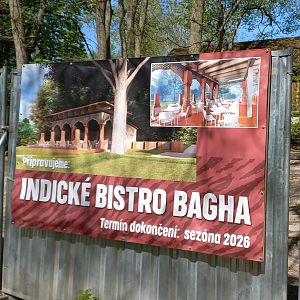 Připravujeme:
INDICKÉ BISTRO BAGHA
Termín dokončení: sezóna 2026